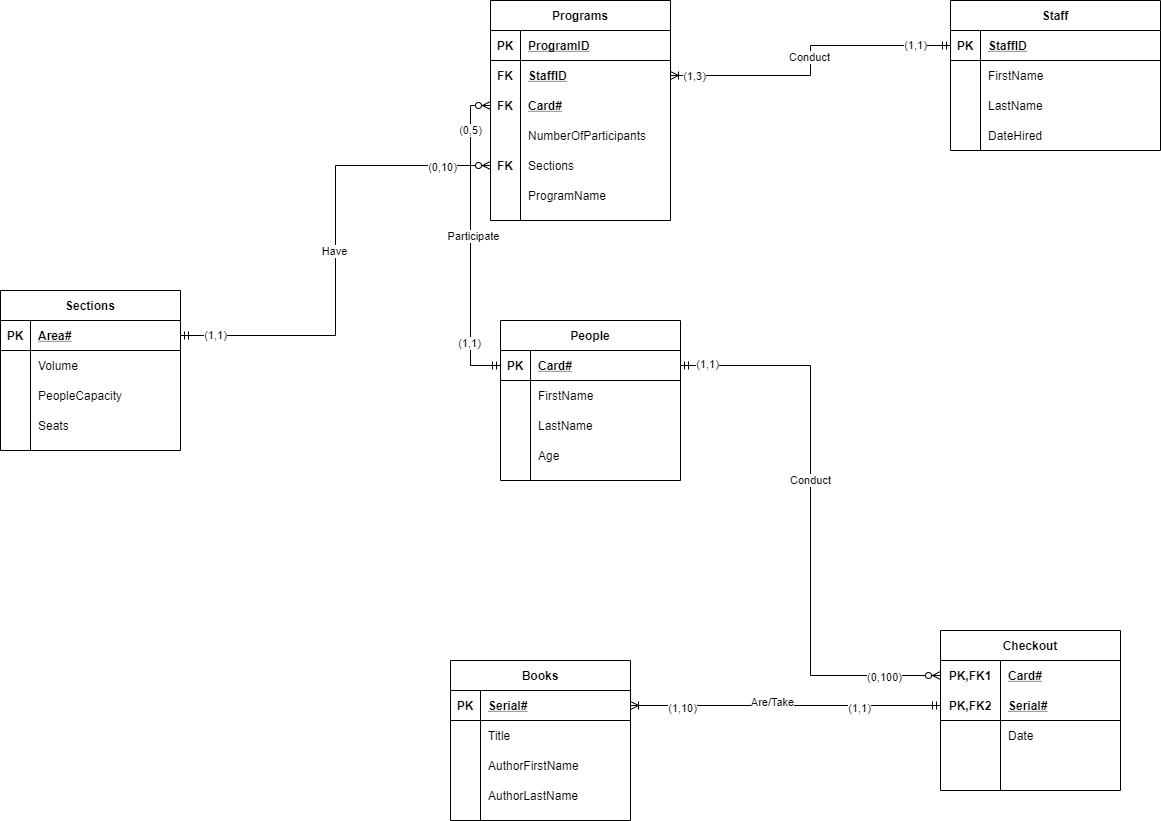 Programs
PK ProgramID
FK StaffID
FK Card#
NumberOfParticipants
FK Sections
ProgramName
Staff
PK StaffID
FirstName
LastName
DateHired
(1,1)
Conduct
(1,3)
(0,5)
(0,10)
Participate
Have
(1,1)
(1,1)
Sections
PK Area#
Volume
PeopleCapacity
Seats
People
PK Card#
FirstName
LastName
Age
(1,1)
Conduct
(0,100)
Books
PK Serial#
Title
AuthorFirstName
AuthorLastName
(1,10)
Are/Take
(1,1)
Checkout
PK,FK1 Card#
PK,FK2 Serial#
Date